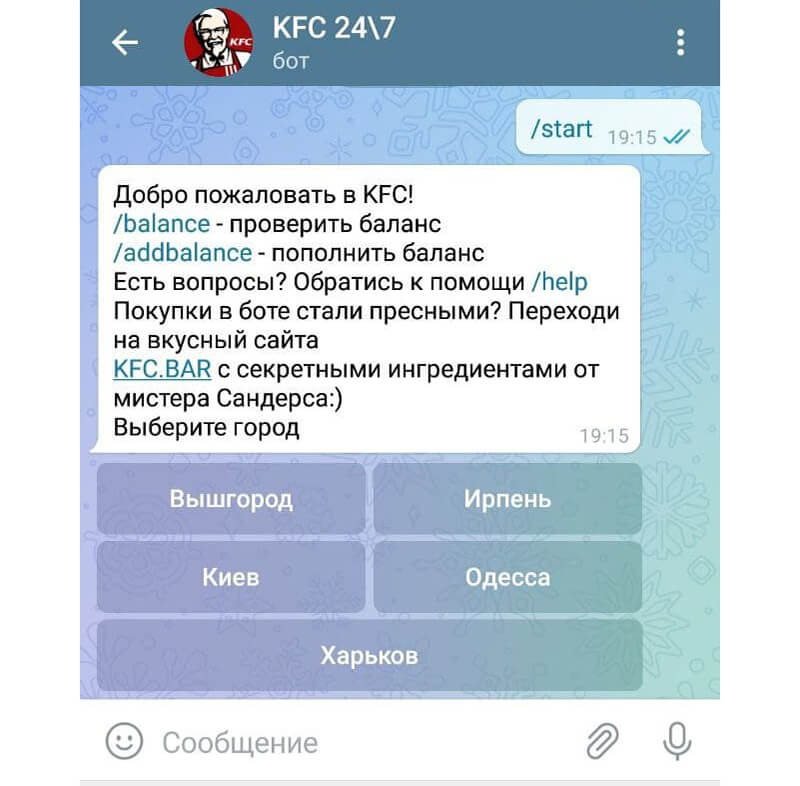 KFC 24\7
бот
KFC
/start 19:15
Добро пожаловать в KFC!
/balance - проверить баланс
/addbalance - пополнить баланс
Есть вопросы? Обратись к помощи /help
Покупки в боте стали пресными? Переходи
на вкусный сайта
KFC.BAR с секретными ингредиентами от
мистера Сандерса:)
Выберите город
19:15
Вышгород
Ирпень
Киев
Одесса
Харьков
Сообщение